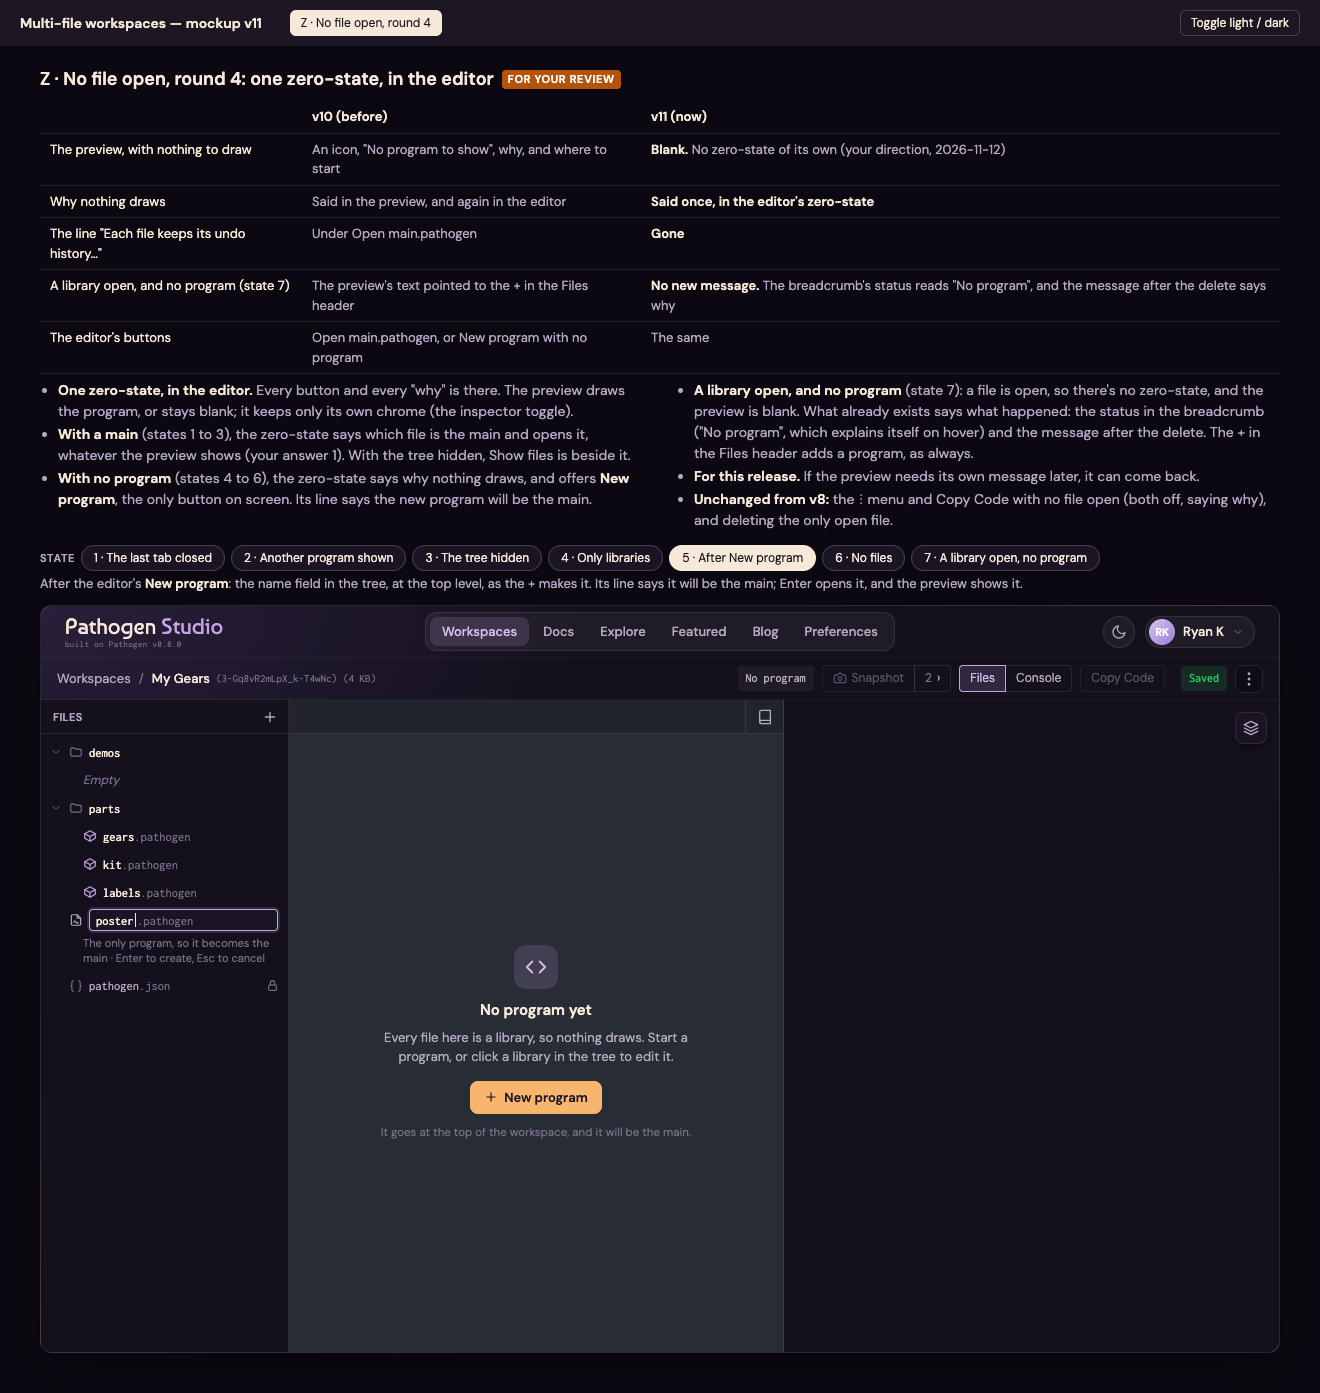 Multi-file workspaces — mockup v11
Z · No file open, round 4
Toggle light / dark
Z · No file open, round 4: one zero-state, in the editor
FOR YOUR REVIEW
v10 (before)
v11 (now)
The preview, with nothing to draw
An icon, "No program to show", why, and where to
start
Blank. No zero-state of its own (your direction, 2026-11-12)
Why nothing draws
Said in the preview, and again in the editor
Said once, in the editor's zero-state
The line "Each file keeps its undo
history…"
Under Open main.pathogen
Gone
A library open, and no program (state 7)
The preview's text pointed to the + in the Files
header
No new message. The breadcrumb's status reads "No program", and the message after the delete says
why
The editor's buttons
Open main.pathogen, or New program with no
program
The same
• One zero-state, in the editor. Every button and every "why" is there. The preview draws
the program, or stays blank; it keeps only its own chrome (the inspector toggle).
• With a main (states 1 to 3), the zero-state says which file is the main and opens it,
whatever the preview shows (your answer 1). With the tree hidden, Show files is beside it.
• With no program (states 4 to 6), the zero-state says why nothing draws, and offers New
program, the only button on screen. Its line says the new program will be the main.
• A library open, and no program (state 7): a file is open, so there's no zero-state, and the
preview is blank. What already exists says what happened: the status in the breadcrumb
("No program", which explains itself on hover) and the message after the delete. The + in
the Files header adds a program, as always.
• For this release. If the preview needs its own message later, it can come back.
• Unchanged from v8: the ⋮ menu and Copy Code with no file open (both off, saying why),
and deleting the only open file.
STATE
1 · The last tab closed
2 · Another program shown
3 · The tree hidden
4 · Only libraries
5 · After New program
6 · No files
7 · A library open, no program
After the editor's New program: the name field in the tree, at the top level, as the + makes it. Its line says it will be the main; Enter opens it, and the preview shows it.
Pathogen Studio
built on Pathogen v0.8.0
Workspaces
Docs
Explore
Featured
Blog
Preferences
RK
Ryan K
Workspaces / My Gears (3-Gq8vR2mLpX_k-T4wNc) (4 KB)
No program
Snapshot
2 ›
Files
Console
Copy Code
Saved
FILES
demos
Empty
parts
gears.pathogen
kit.pathogen
labels.pathogen
poster.pathogen
The only program, so it becomes the
main · Enter to create, Esc to cancel
{} pathogen.json
No program yet
Every file here is a library, so nothing draws. Start a
program, or click a library in the tree to edit it.
+ New program
It goes at the top of the workspace, and it will be the main.